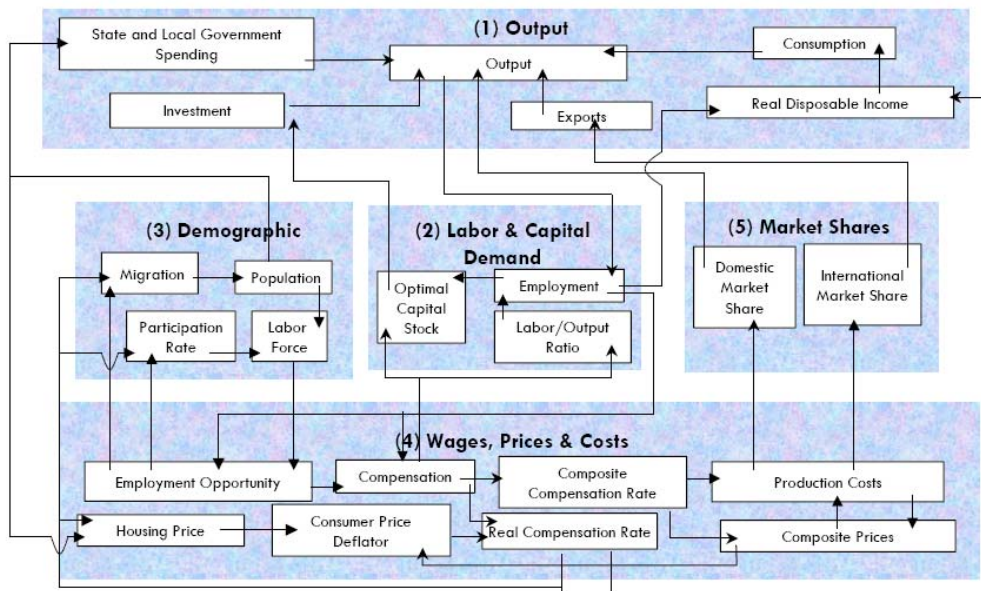 (1) Output
State and Local Government
Spending
Output
Consumption
Investment
Exports
Real Disposable Income
(3) Demographic
Migration
Population
Participation
Rate
Labor
Force
(2) Labor & Capital
Demand
Optimal
Capital
Stock
Employment
Labor/Output
Ratio
(5) Market Shares
Domestic
Market
Share
International
Market Share
(4) Wages, Prices & Costs
Employment Opportunity
Compensation
Composite
Compensation Rate
Production Costs
Housing Price
Consumer Price
Deflator
Real Compensation Rate
Composite Prices